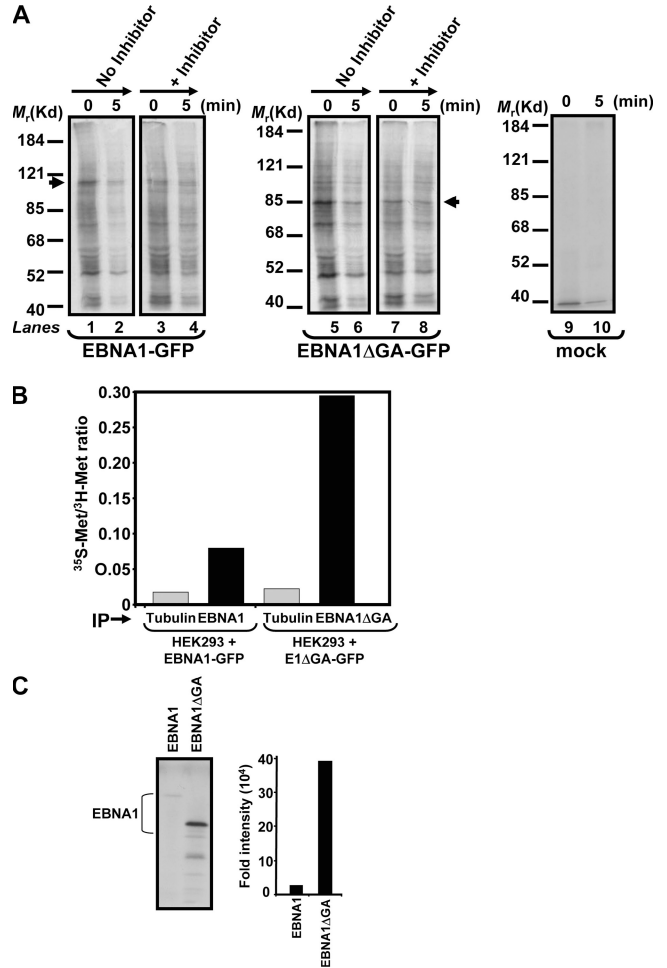 A
No Inhibitor
+ Inhibitor
No Inhibitor
+ Inhibitor
Mr(Kd) 0 5 0 5 (min)
Mr(Kd) 0 5 0 5 (min)
Mr(Kd) 0 5 (min)
184
121
85
68
52
40
184
121
85
68
52
40
184
121
85
68
52
40
Lanes 1 2 3 4
5 6 7 8
9 10
EBNA1-GFP
EBNA1ΔGA-GFP
mock
B
35S-Met/3H-Met ratio
0.30
0.25
0.20
0.15
0.10
O.05
0
IP
Tubulin EBNA1
Tubulin EBNA1ΔGA
HEK293 +
EBNA1-GFP
HEK293 +
E1ΔGA-GFP
C
EBNA1
EBNA1ΔGA
EBNA1
Fold intensity (10⁴)
40
30
20
10
0
EBNA1
EBNA1ΔGA